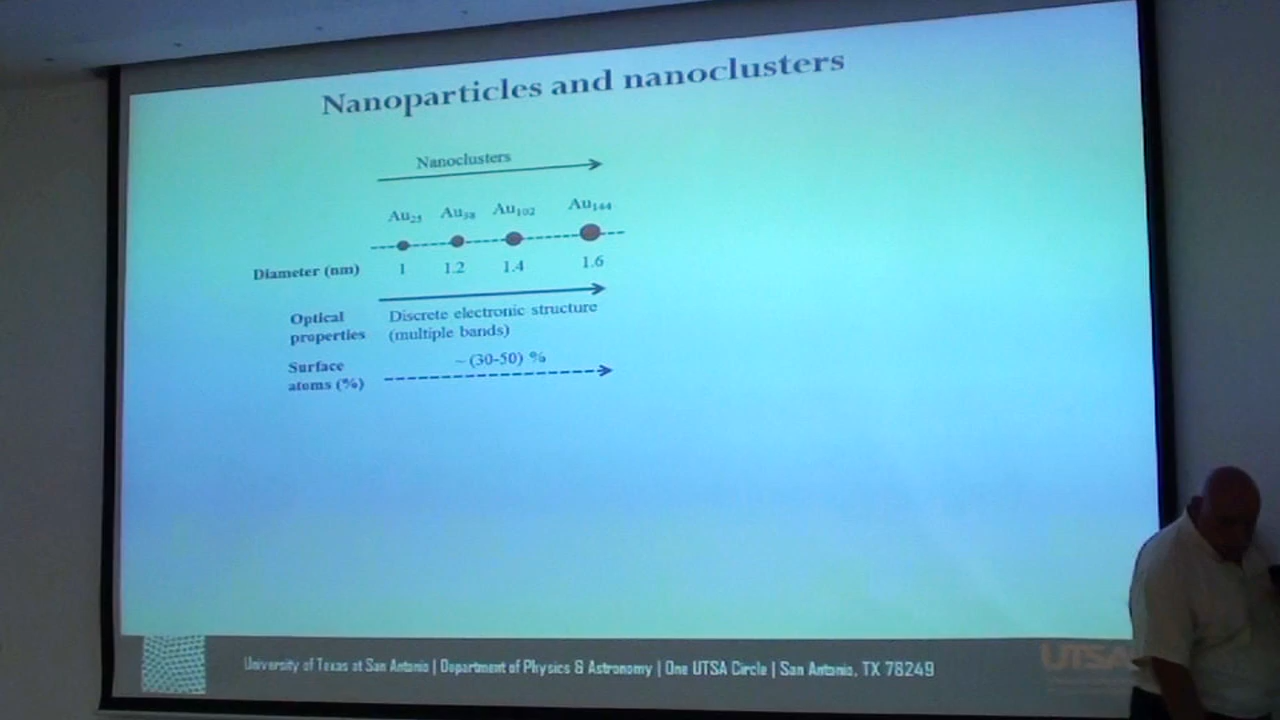 Nanoparticles and nanoclusters
Nanoclusters
Au₂₅ Au₃₈ Au₁₀₂ Au₁₄₄
Diameter (nm) 1 1.2 1.4 1.6
Optical properties
Discrete electronic structure
(multiple bands)
Surface atoms (%)
~ (30-50) %
University of Texas at San Antonio | Department of Physics & Astronomy | One UTSA Circle | San Antonio, TX 78249
UTSA